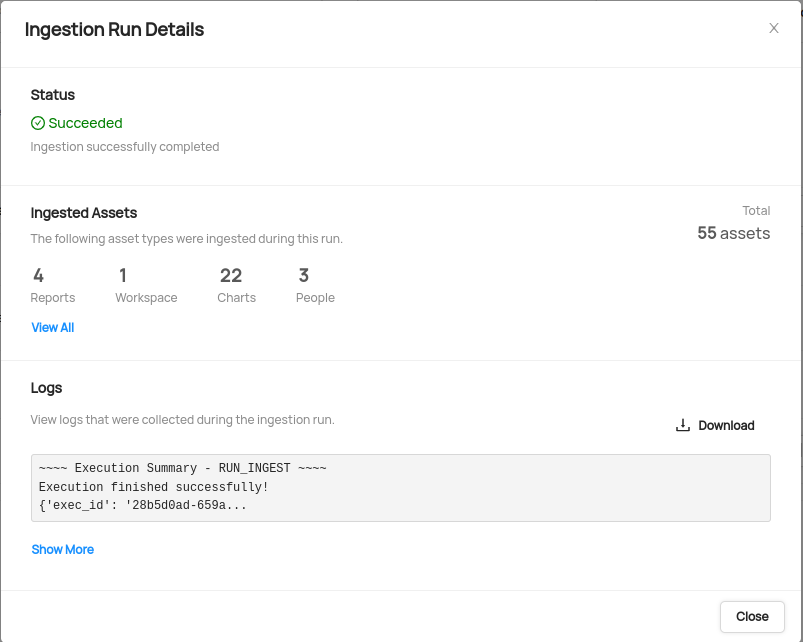 Ingestion Run Details
Status
Succeeded
Ingestion successfully completed
Ingested Assets
The following asset types were ingested during this run.
Total
55 assets
4 1 22 3
Reports Workspace Charts People
View All
Logs
View logs that were collected during the ingestion run.
Download
~~~~ Execution Summary - RUN_INGEST ~~~~
Execution finished successfully!
{'exec_id': '28b5d0ad-659a...
Show More
Close